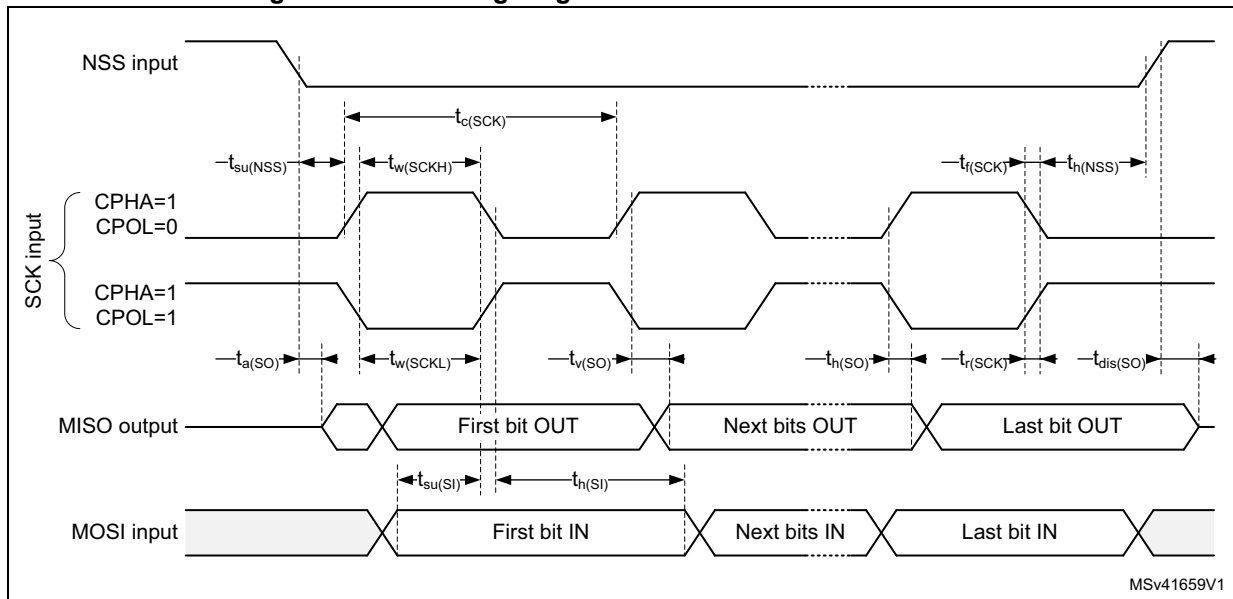 NSS input
tc(SCK)
tsu(NSS)
tw(SCKH)
tf(SCK)
th(NSS)
SCK input
CPHA=1
CPOL=0
CPHA=1
CPOL=1
ta(SO)
tw(SCKL)
tv(SO)
th(SO)
tr(SCK)
tdis(SO)
MISO output
First bit OUT
Next bits OUT
Last bit OUT
tsu(SI)
th(SI)
MOSI input
First bit IN
Next bits IN
Last bit IN
MSv41659V1